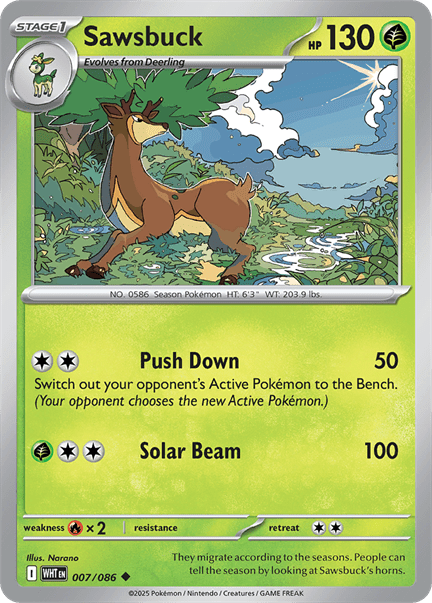 STAGE 1
Sawsbuck
HP 130
Evolves from Deerling
NO. 0586 Season Pokémon HT: 6'3" WT: 203.9 lbs.
Push Down 50
Switch out your opponent's Active Pokémon to the Bench.
(Your opponent chooses the new Active Pokémon.)
Solar Beam 100
weakness ×2 resistance retreat
Illus. Narano
I WHT EN 007/086
They migrate according to the seasons. People can
tell the season by looking at Sawsbuck's horns.
©2025 Pokémon / Nintendo / Creatures / GAME FREAK